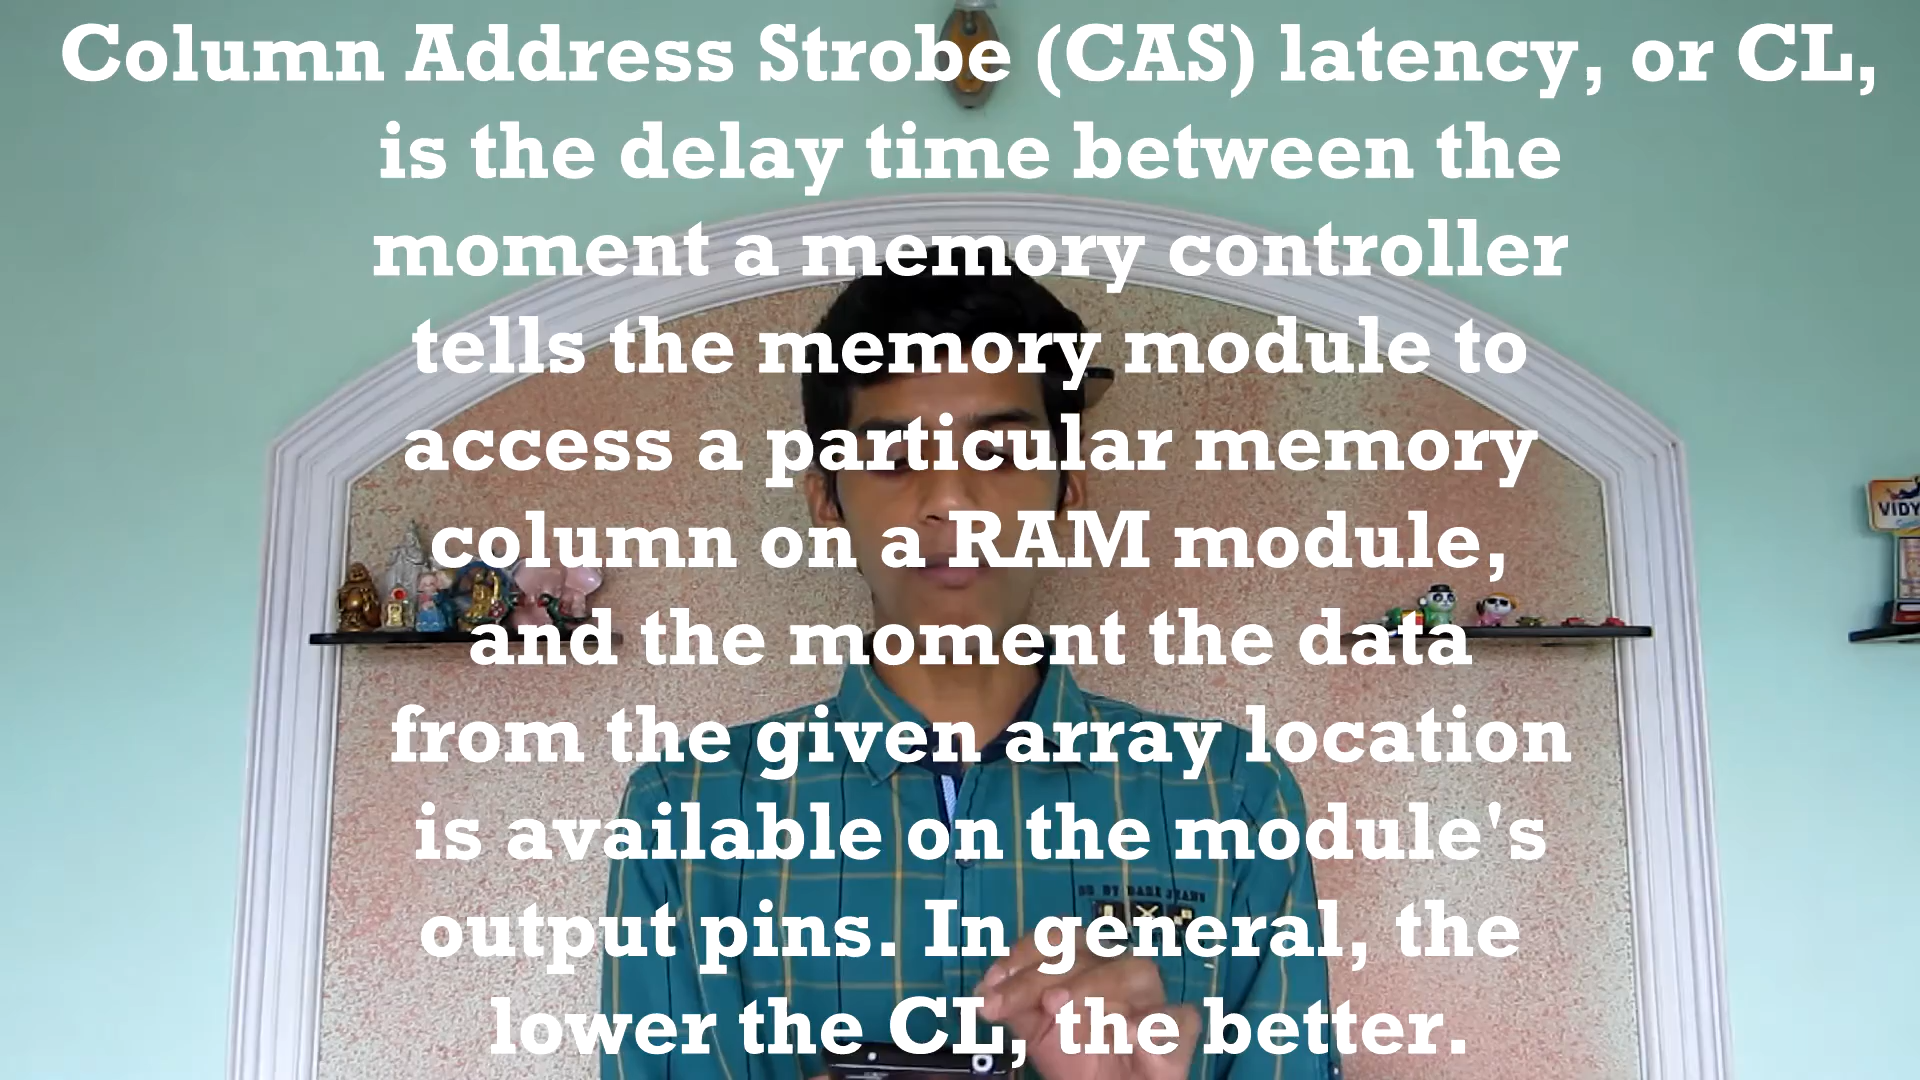 Column Address Strobe (CAS) latency, or CL,
is the delay time between the
moment a memory controller
tells the memory module to
access a particular memory
column on a RAM module,
and the moment the data
from the given array location
is available on the module's
output pins. In general, the
lower the CL, the better.
VIDY